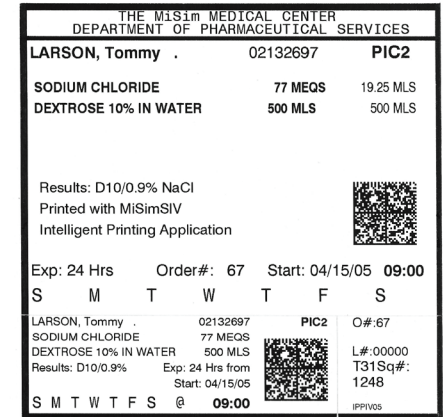 THE MiSim MEDICAL CENTER
DEPARTMENT OF PHARMACEUTICAL SERVICES
LARSON, Tommy . 02132697 PIC2
SODIUM CHLORIDE 77 MEQS 19.25 MLS
DEXTROSE 10% IN WATER 500 MLS 500 MLS
Results: D10/0.9% NaCl
Printed with MiSimSIV
Intelligent Printing Application
Exp: 24 Hrs Order#: 67 Start: 04/15/05 09:00
S M T W T F S
LARSON, Tommy . 02132697 PIC2 O#:67
SODIUM CHLORIDE 77 MEQS
DEXTROSE 10% IN WATER 500 MLS L#:00000
Results: D10/0.9% Exp: 24 Hrs from T31Sq#:
Start: 04/15/05 1248
S M T W T F S @ 09:00 IPPIV05